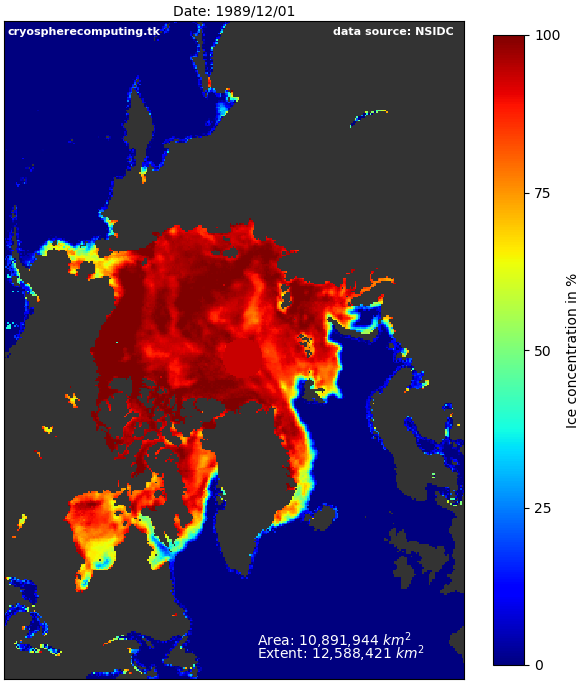 Date: 1989/12/01
cryospherecomputing.tk
data source: NSIDC
100
75
50
25
0
Ice concentration in %
Area: 10,891,944 km²
Extent: 12,588,421 km²